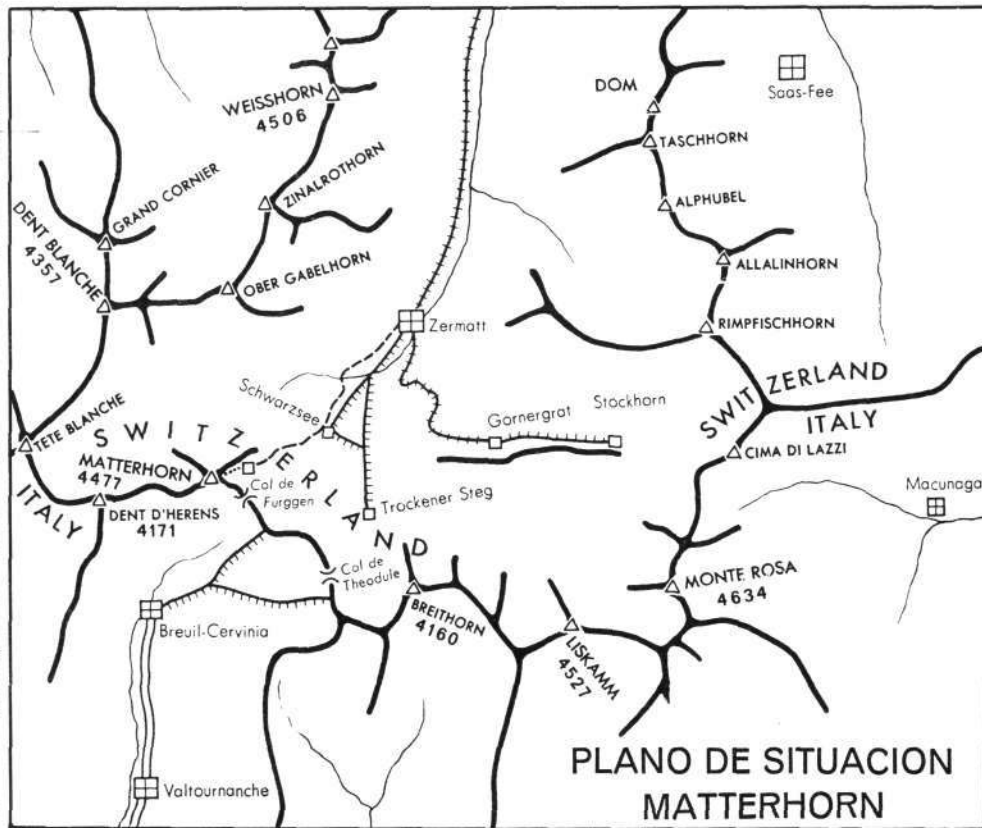 WEISSHORN
4506
DOM
Saas-Fee
TASCHHORN
ZINALROTHORN
GRAND CORNIER
DENT BLANCHE
4357
ALPHUBEL
OBER GABELHORN
ALLALINHORN
Zermatt
RIMPFISCHHORN
Schwarzsee
SWITZERLAND
ITALY
Gornergrat
Stockhorn
TETE BLANCHE
SWITZERLAND
ITALY
MATTERHORN
4477
CIMA DI LAZZI
Col de
Furggen
Macunaga
DENT D'HERENS
4171
Trockener Steg
Col de
Theodule
MONTE ROSA
4634
Breuil-Cervinia
BREITHORN
4160
LISKAMM
4527
Valtournanche
PLANO DE SITUACION
MATTERHORN